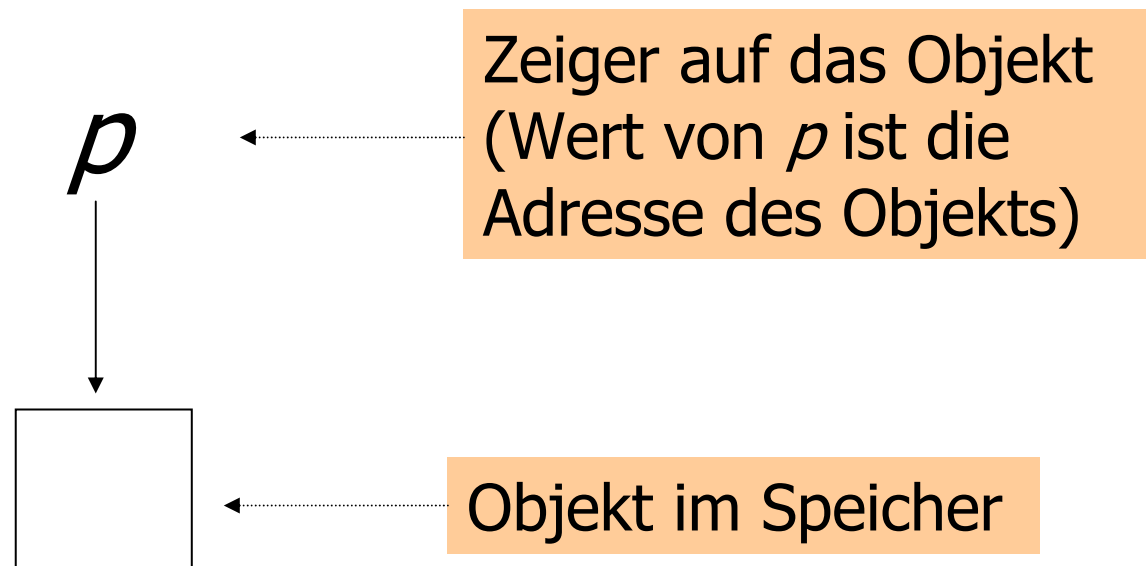 Zeiger auf das Objekt
p
(Wert von p ist die
Adresse des Objekts)
Objekt im Speicher